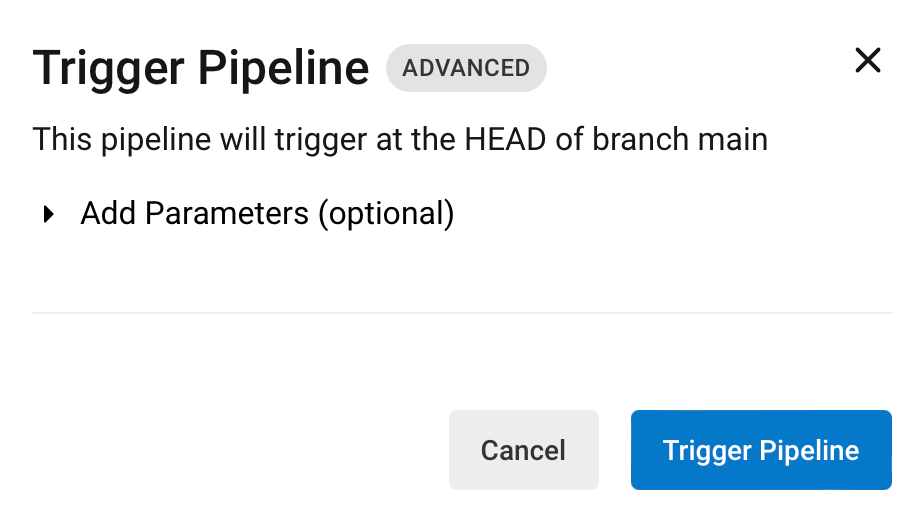 Trigger Pipeline ADVANCED
This pipeline will trigger at the HEAD of branch main
Add Parameters (optional)
Cancel Trigger Pipeline